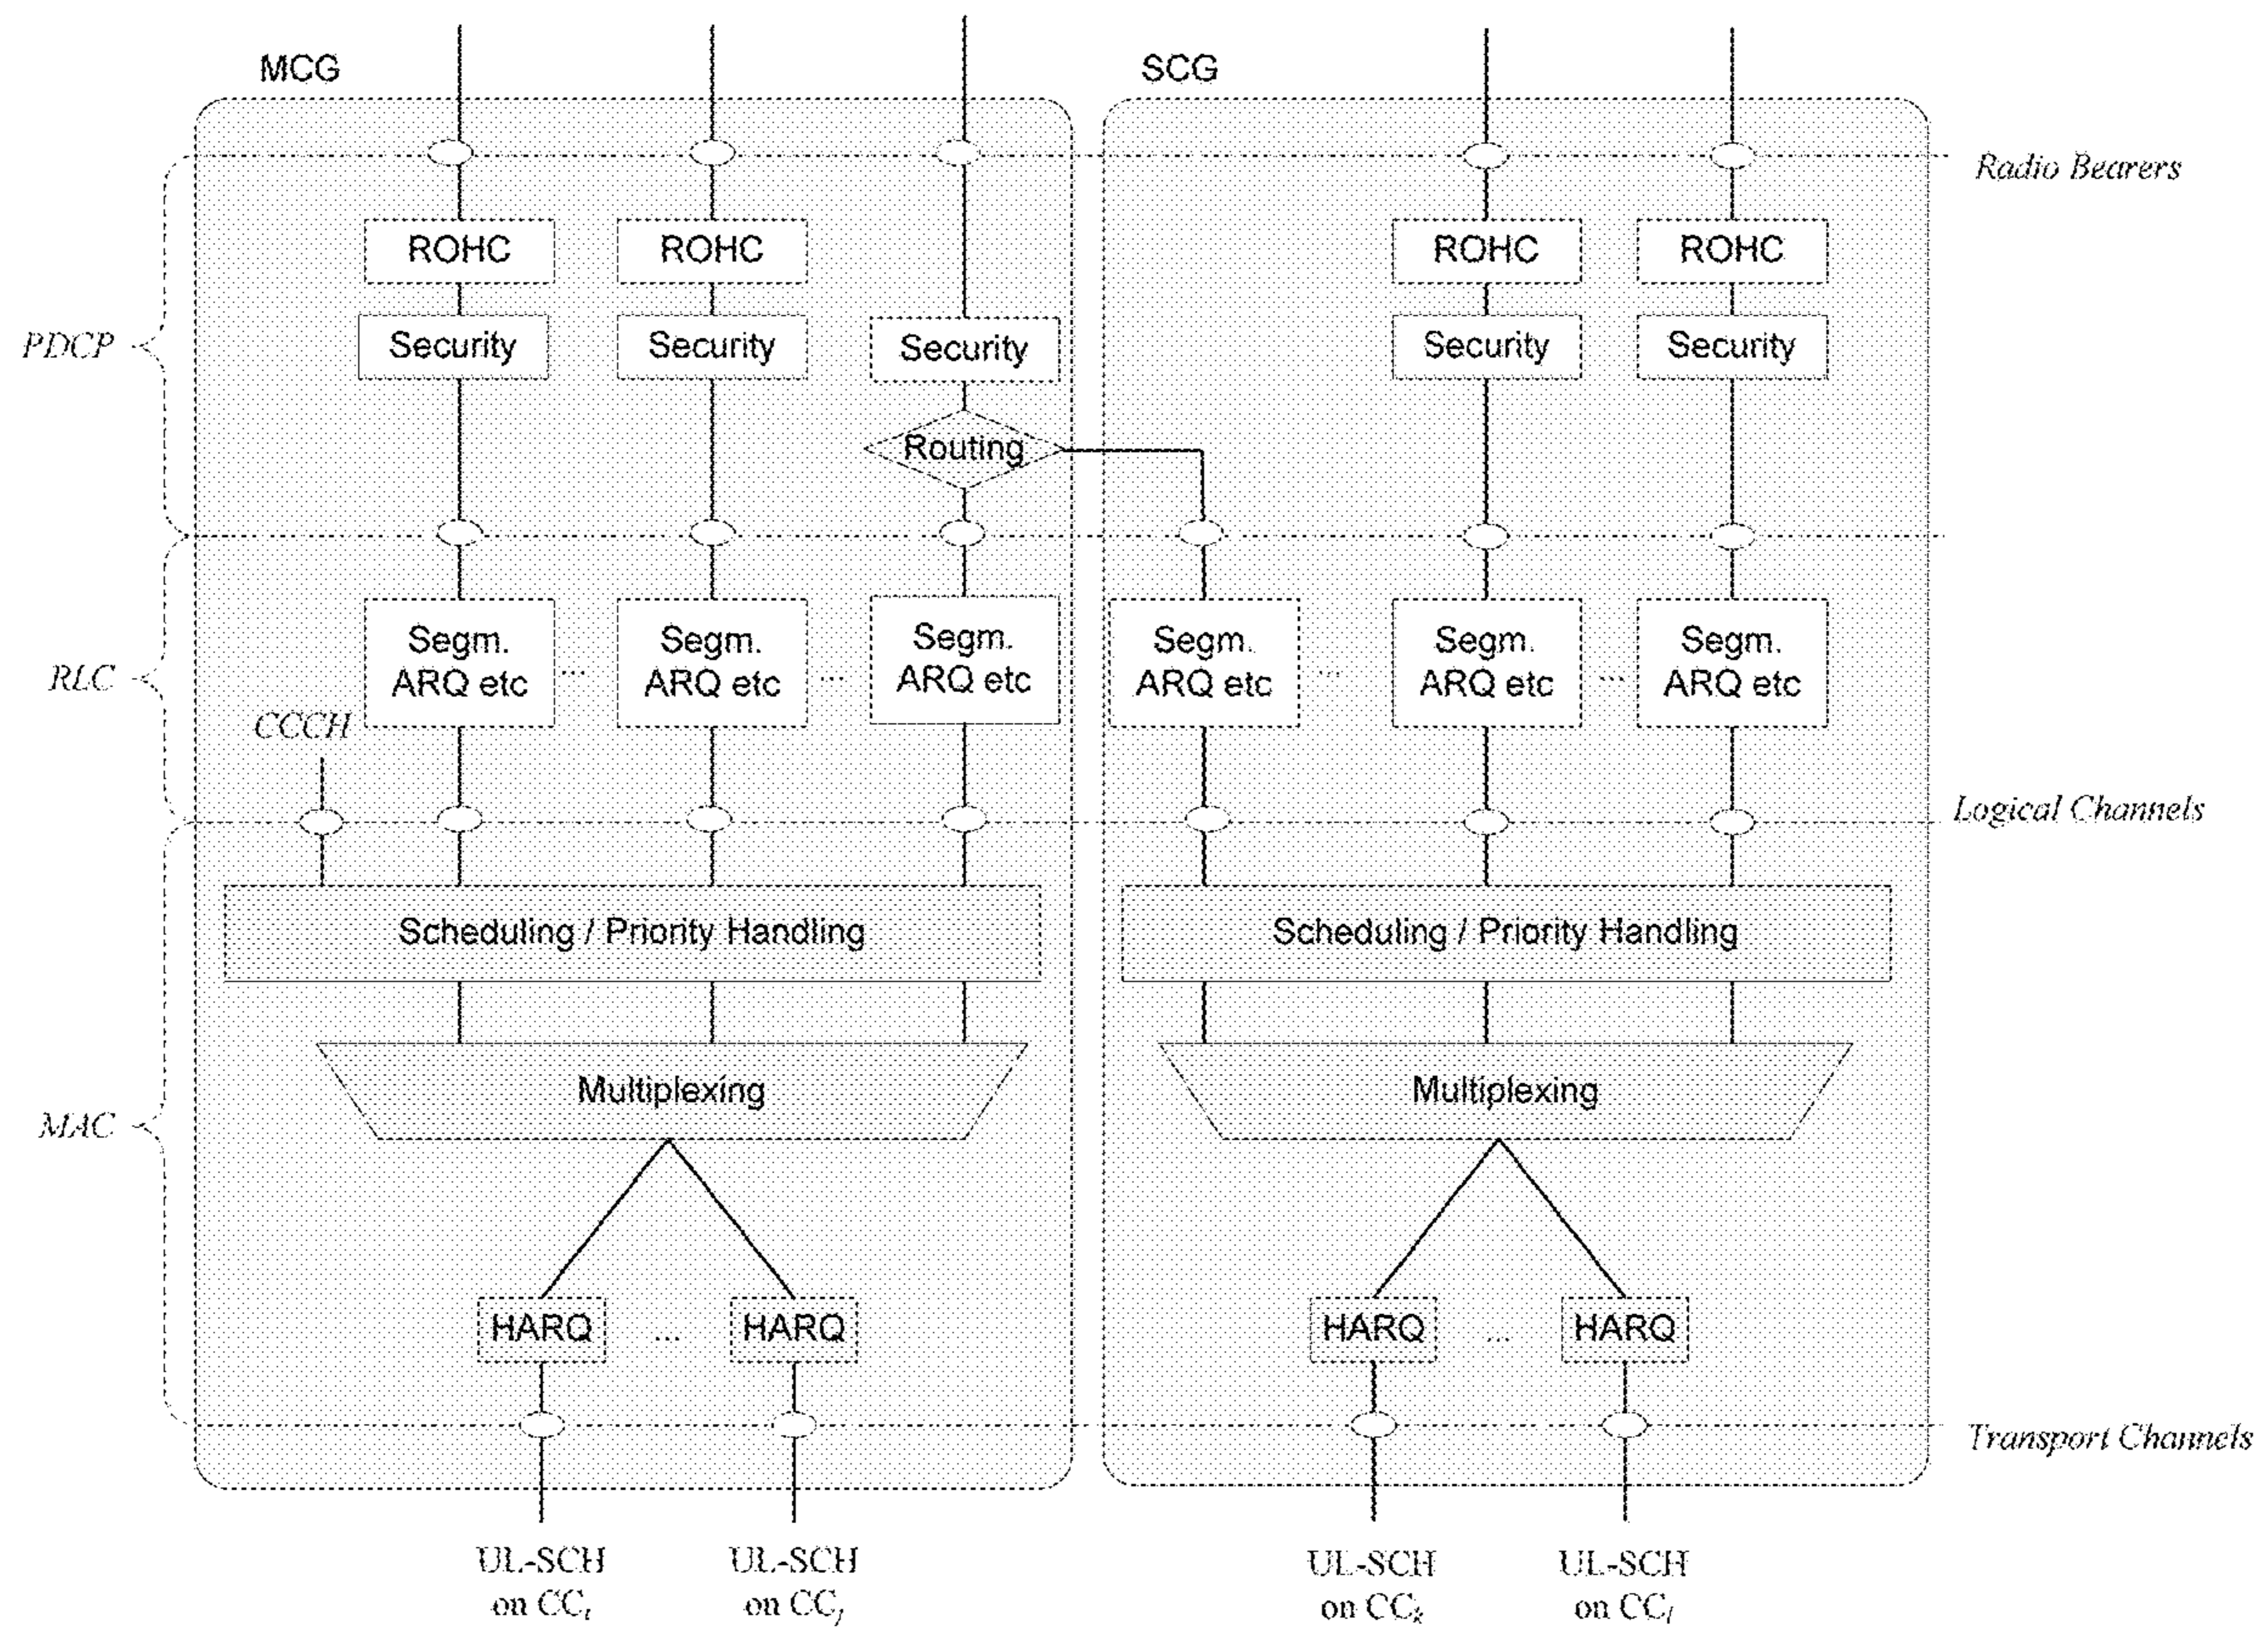 MCG
SCG
Radio Bearers
ROHC
ROHC
ROHC
ROHC
PDCP
Security
Security
Security
Security
Security
Routing
RLC
Segm.
ARQ etc
...
Segm.
ARQ etc
...
Segm.
ARQ etc
Segm.
ARQ etc
...
Segm.
ARQ etc
...
Segm.
ARQ etc
CCCH
Logical Channels
Scheduling / Priority Handling
Scheduling / Priority Handling
MAC
Multiplexing
Multiplexing
HARQ
...
HARQ
HARQ
...
HARQ
Transport Channels
UL-SCH
on CCi
UL-SCH
on CCj
UL-SCH
on CCk
UL-SCH
on CCl